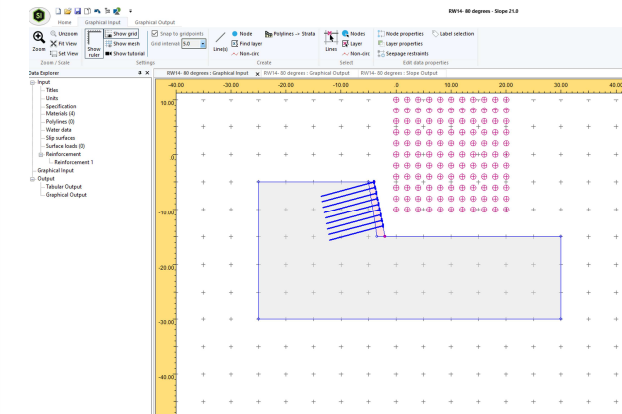 SI
RW14- 80 degrees - Slope 21.0
Home Graphical Input Graphical Output
Zoom
Unzoom
Fit View
Set View
Zoom / Scale
Show ruler
Show grid
Show mesh
Show tutorial
Settings
Snap to gridpoints
Grid interval 5.0
Line(s)
Node
Find layer
Non-circ
Polylines -> Strata
Create
Lines
Nodes
Layer
Non-circ
Select
Node properties
Layer properties
Seepage restraints
Label selection
Edit data properties
Data Explorer
Input
Titles
Units
Specification
Materials (4)
Polylines (0)
Water data
Slip surfaces
Surface loads (0)
Reinforcement
Reinforcement 1
Graphical Input
Output
Tabular Output
Graphical Output
RW14- 80 degrees : Graphical Input x RW14- 80 degrees : Graphical Output RW14- 80 degrees : Slope Output
-40.00 -30.00 -20.00 -10.00 .0 10.00 20.00 30.00 40.00
10.00
.0
-10.00
-20.00
-30.00
-40.00